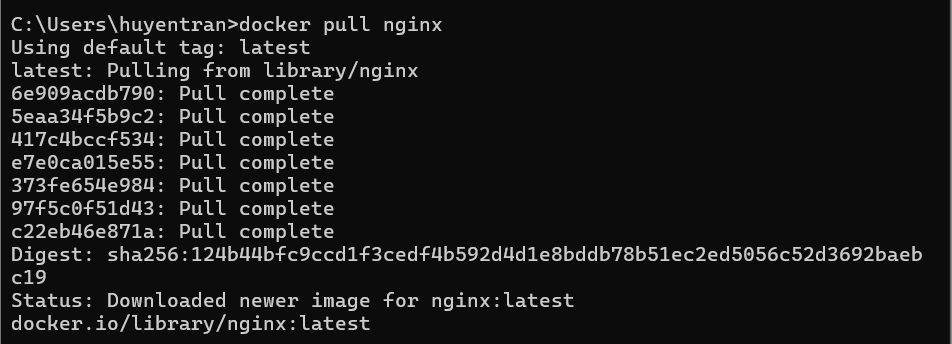 C:\Users\huyentran>docker pull nginx
Using default tag: latest
latest: Pulling from library/nginx
6e909acdb790: Pull complete
5eaa34f5b9c2: Pull complete
417c4bccf534: Pull complete
e7e0ca015e55: Pull complete
373fe654e984: Pull complete
97f5c0f51d43: Pull complete
c22eb46e871a: Pull complete
Digest: sha256:124b44bfc9ccd1f3cedf4b592d4d1e8bddb78b51ec2ed5056c52d3692baeb
c19
Status: Downloaded newer image for nginx:latest
docker.io/library/nginx:latest